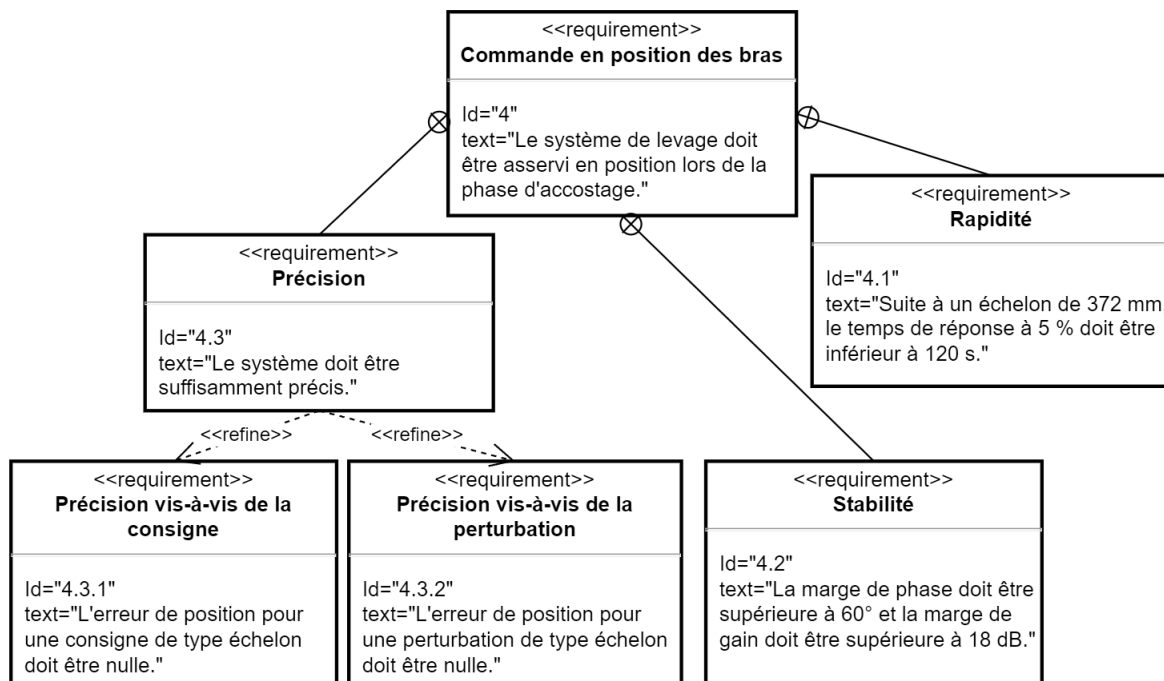 <<requirement>>
Commande en position des bras
Id="4"
text="Le système de levage doit
être asservi en position lors de la
phase d'accostage."
<<requirement>>
Rapidité
Id="4.1"
text="Suite à un échelon de 372 mm,
le temps de réponse à 5 % doit être
inférieur à 120 s."
<<requirement>>
Précision
Id="4.3"
text="Le système doit être
suffisamment précis."
<<refine>>
<<refine>>
<<requirement>>
Précision vis-à-vis de la
consigne
Id="4.3.1"
text="L'erreur de position pour
une consigne de type échelon
doit être nulle."
<<requirement>>
Précision vis-à-vis de la
perturbation
Id="4.3.2"
text="L'erreur de position pour
une perturbation de type échelon
doit être nulle."
<<requirement>>
Stabilité
Id="4.2"
text="La marge de phase doit être
supérieure à 60° et la marge de
gain doit être supérieure à 18 dB."